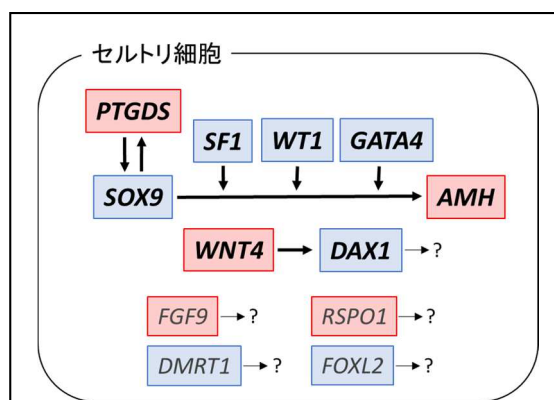 セルトリ細胞
PTGDS
SF1 WT1 GATA4
SOX9 AMH
WNT4 DAX1 ?
FGF9 ? RSPO1 ?
DMRT1 ? FOXL2 ?